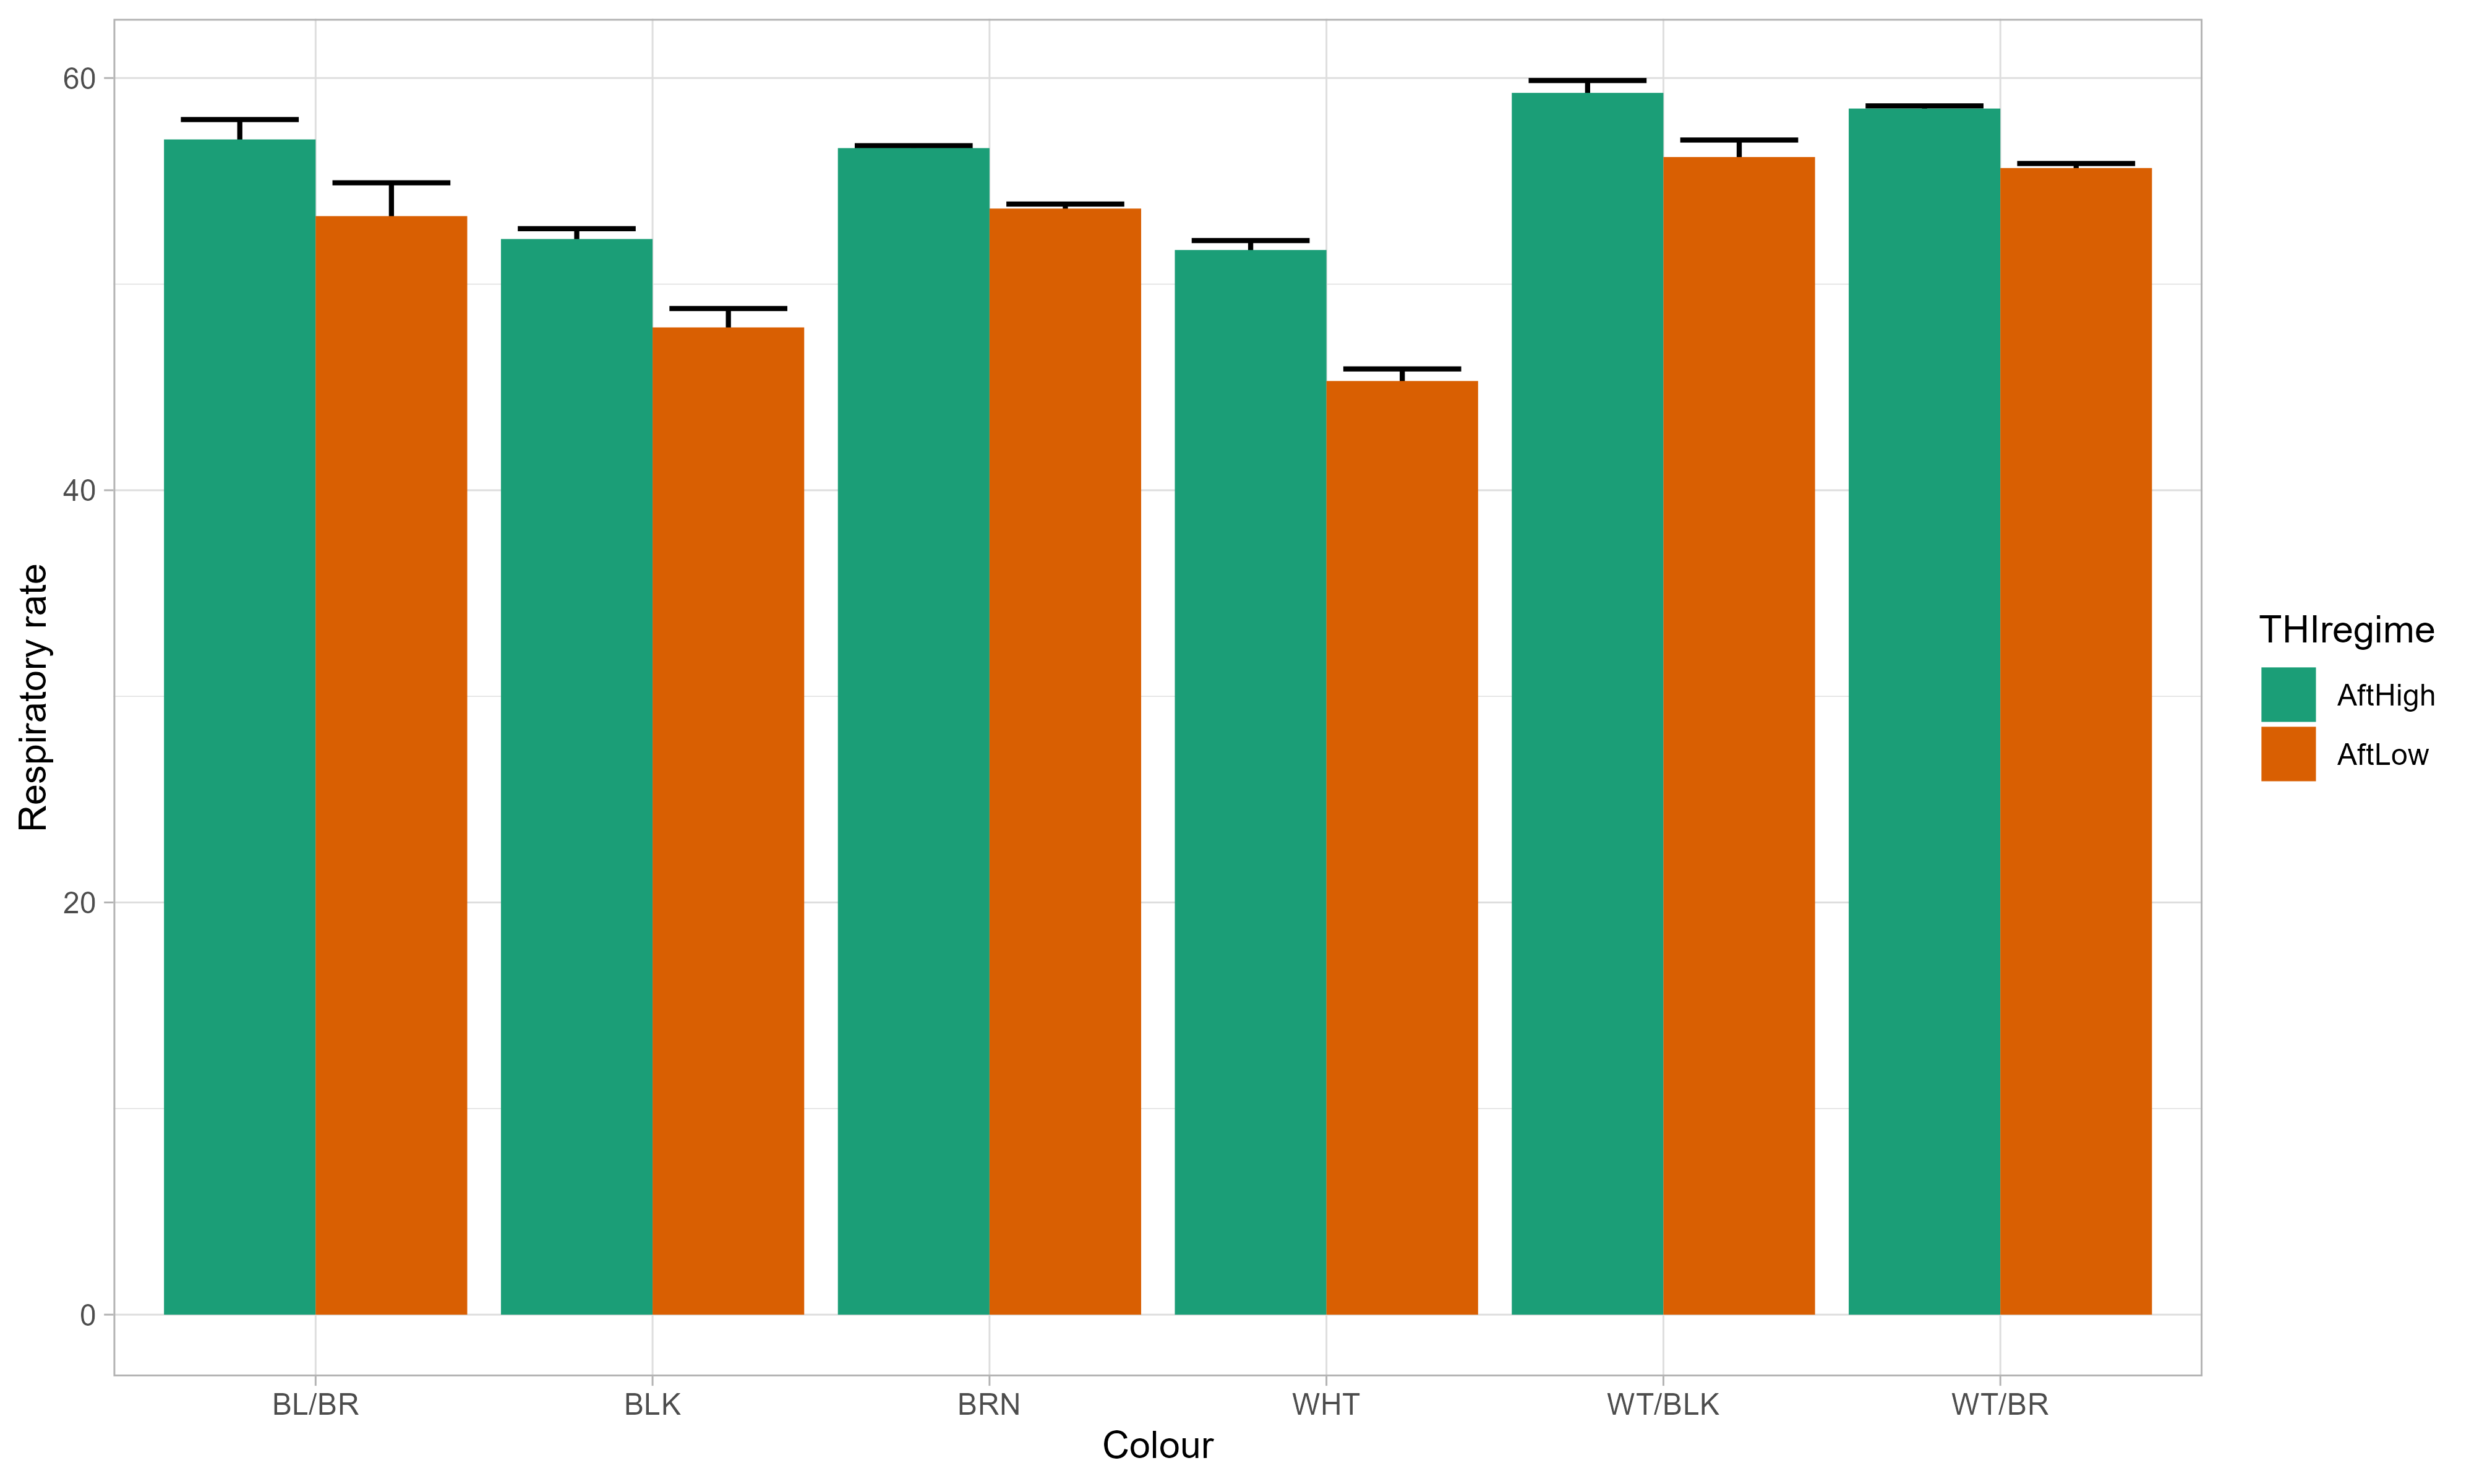 60
40
20
0
Respiratory rate
BL/BR BLK BRN WHT WT/BLK WT/BR
Colour
THIregime
AftHigh
AftLow